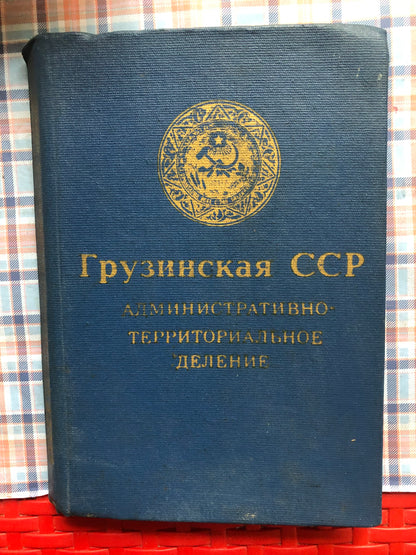 Грузинская ССР
АДМИНИСТРАТИВНО-
ТЕРРИТОРИАЛЬНОЕ
ДЕЛЕНИЕ